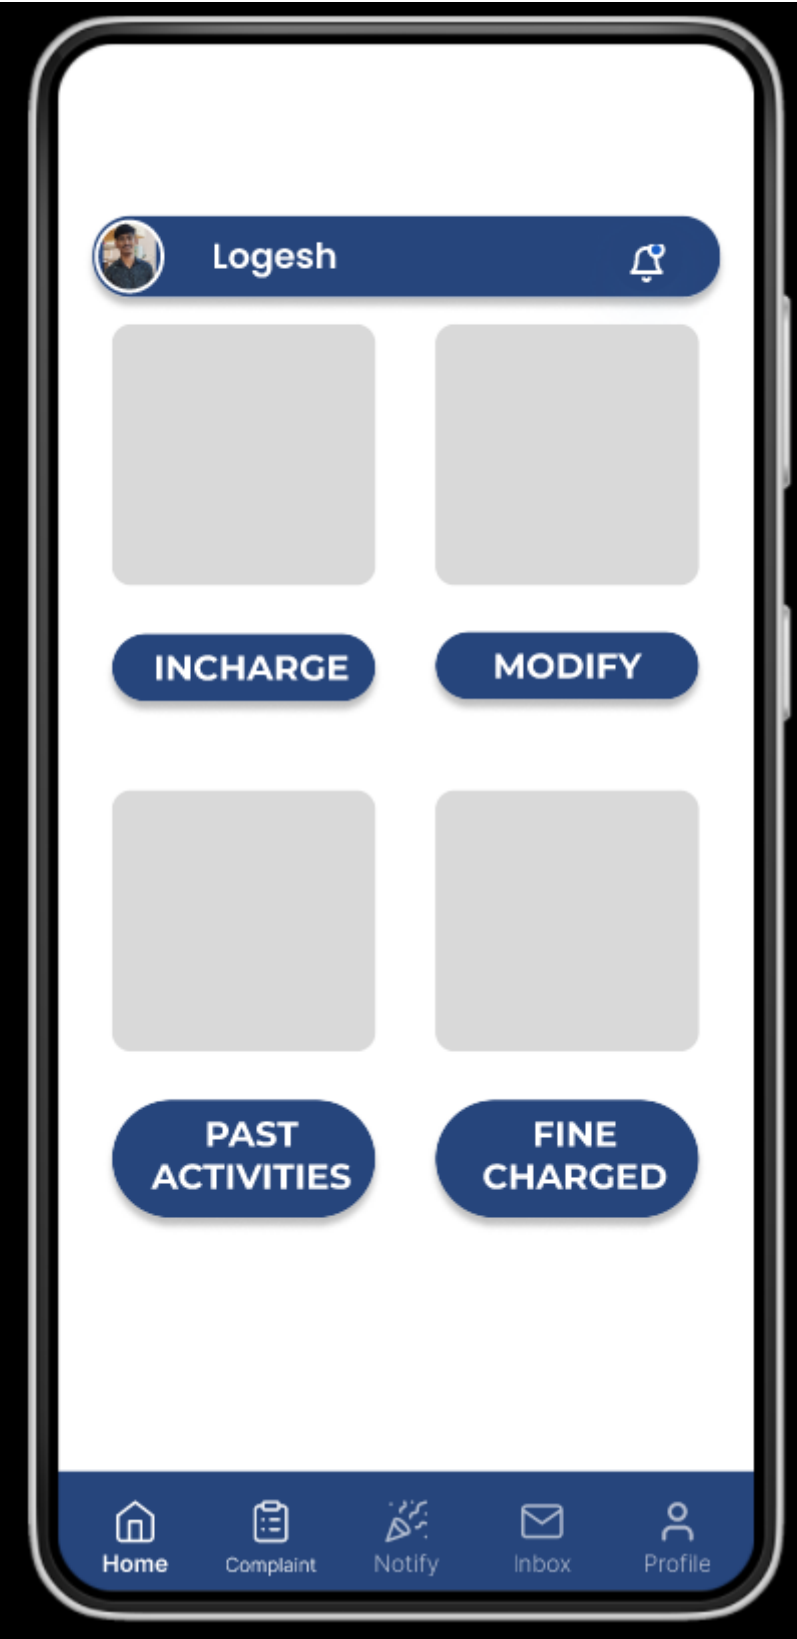 Logesh
INCHARGE
MODIFY
PAST
ACTIVITIES
FINE
CHARGED
Home
Complaint
Notify
Inbox
Profile